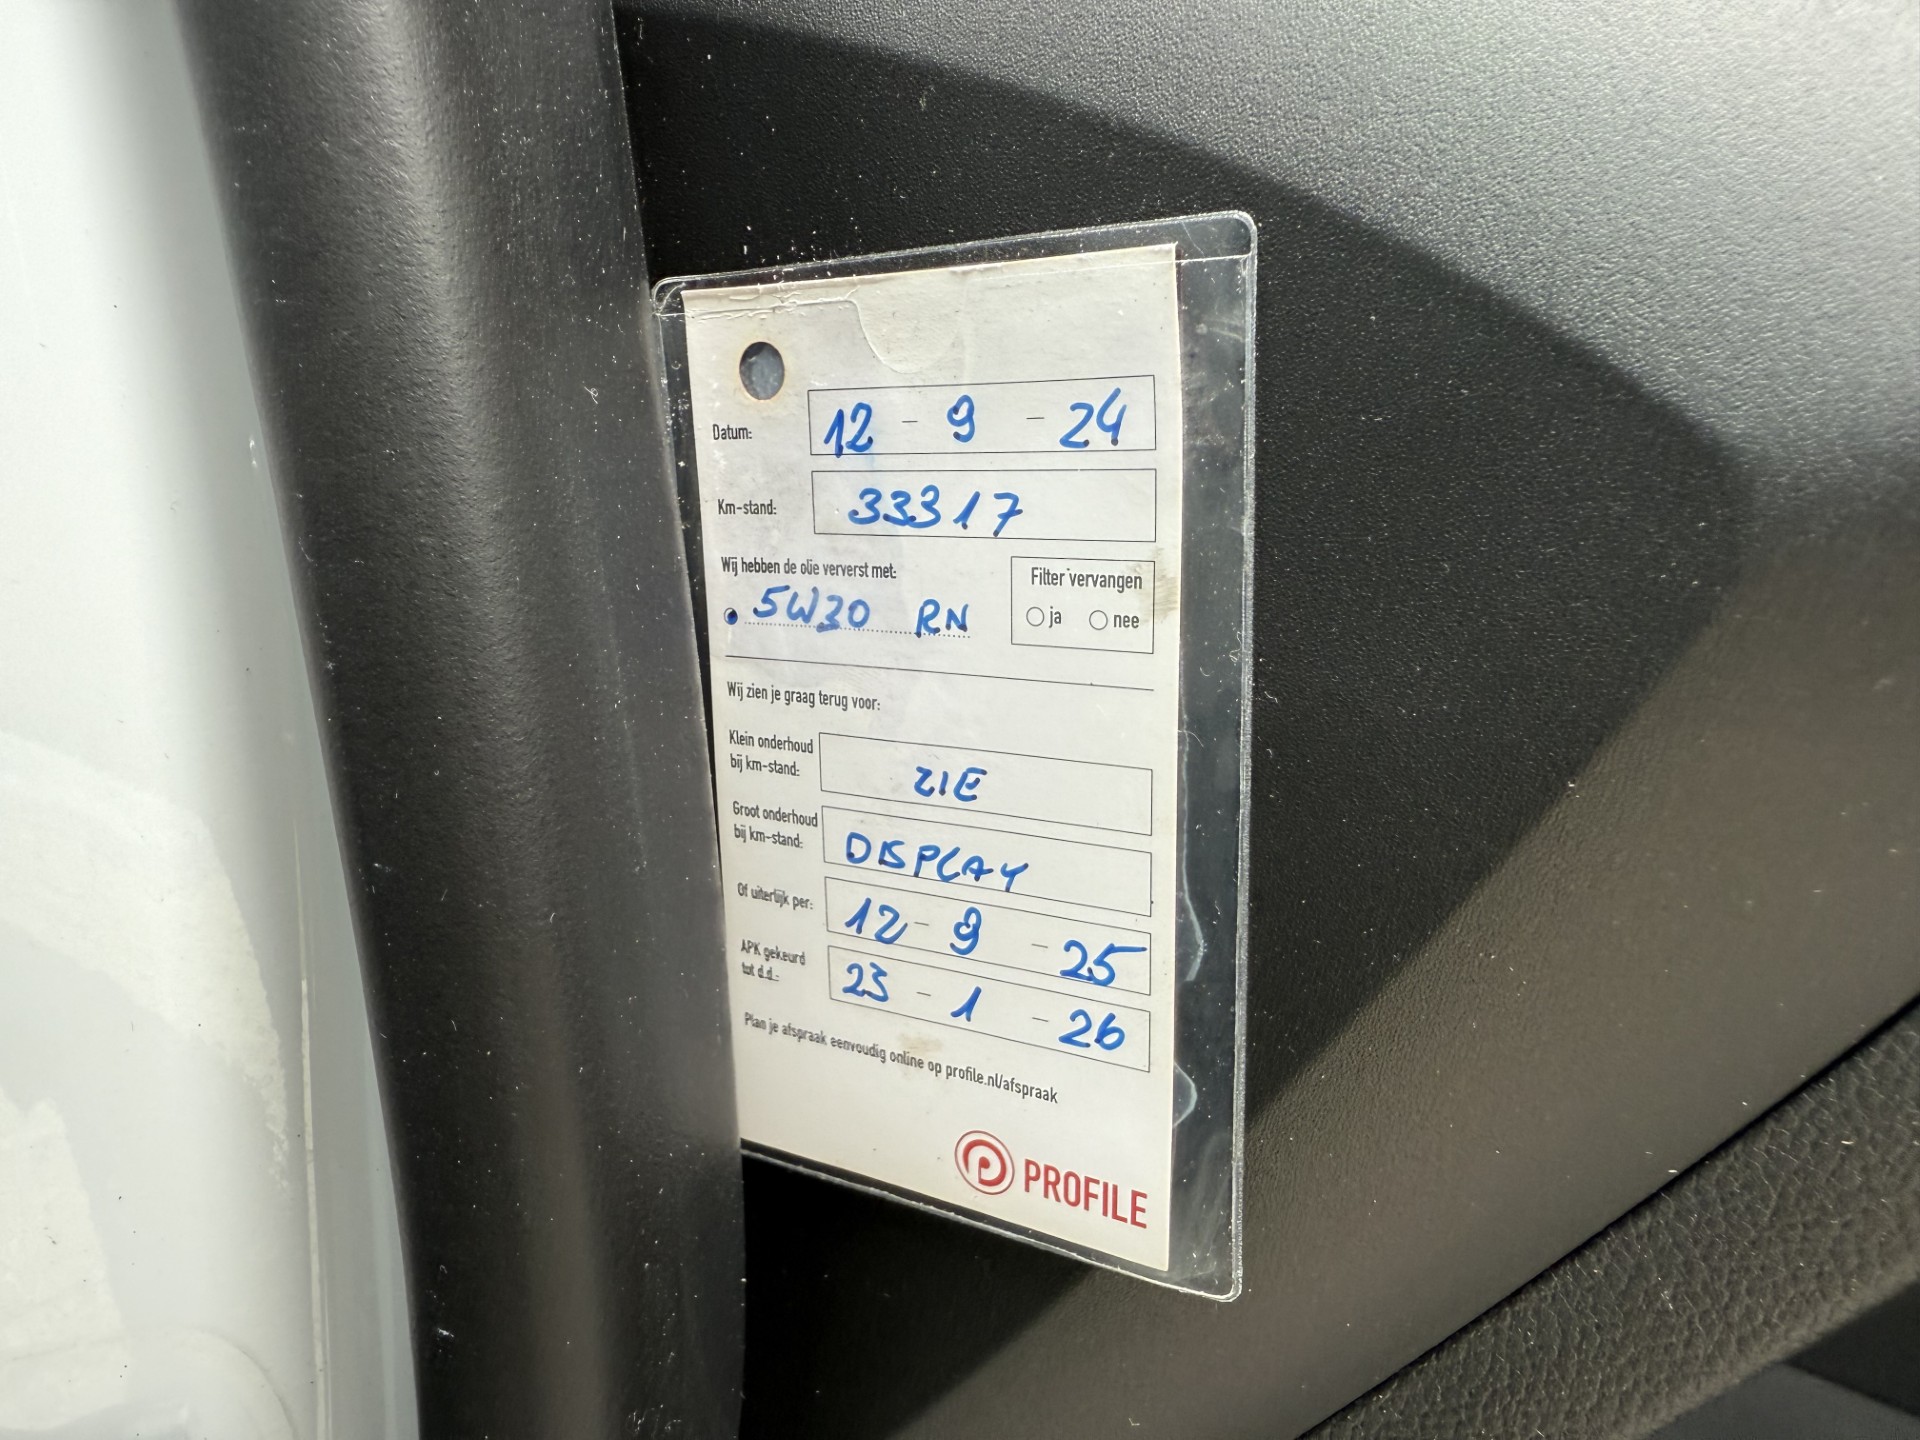 Datum: 12 - 9 - 24
Km-stand: 33317
Wij hebben de olie ververst met:
Filter vervangen
5W30 RN
ja nee
Wij zien je graag terug voor:
Klein onderhoud
bij km-stand: ZIE
Groot onderhoud
bij km-stand: DISPLAY
Of uiterlijk per: 12 - 9 - 25
APK gekeurd
tot d.d.: 23 - 1 - 26
Plan je afspraak eenvoudig online op profile.nl/afspraak
PROFILE